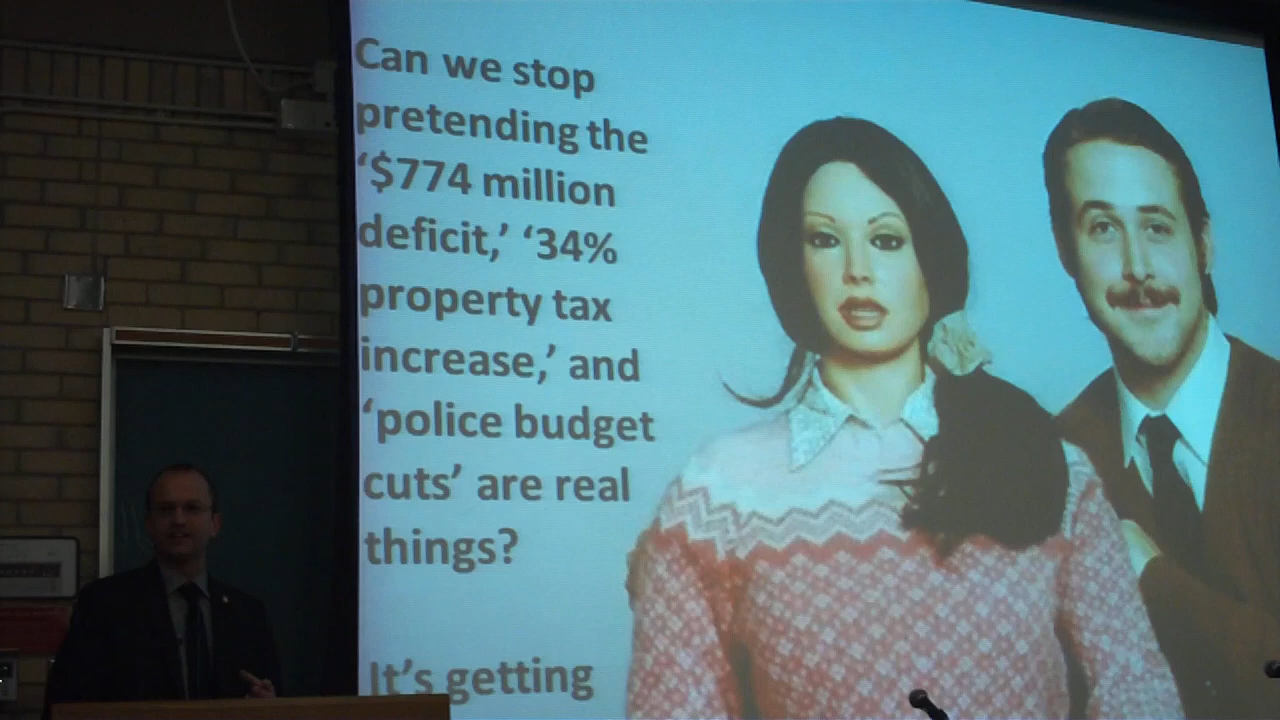 Can we stop
pretending the
‘$774 million
deficit,’ ‘34%
property tax
increase,’ and
‘police budget
cuts’ are real
things?
It’s getting